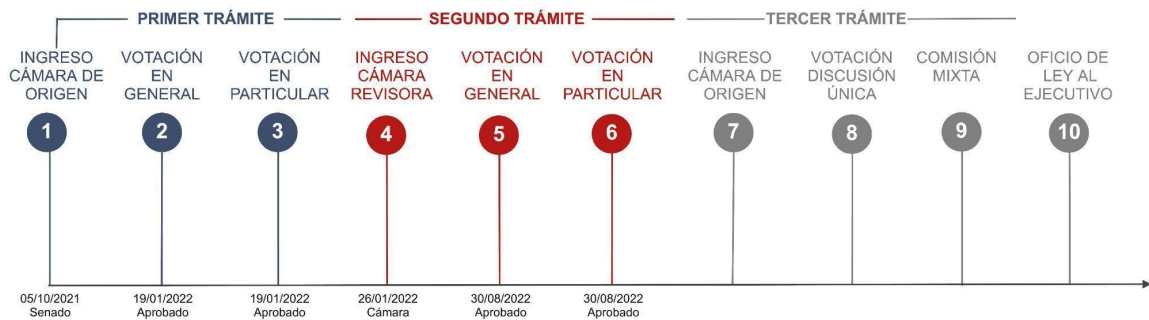 PRIMER TRÁMITE
SEGUNDO TRÁMITE
TERCER TRÁMITE
INGRESO
CÁMARA DE
ORIGEN
VOTACIÓN
EN
GENERAL
VOTACIÓN
EN
PARTICULAR
INGRESO
CÁMARA
REVISORA
VOTACIÓN
EN
GENERAL
VOTACIÓN
EN
PARTICULAR
INGRESO
CÁMARA DE
ORIGEN
VOTACIÓN
DISCUSIÓN
ÚNICA
COMISIÓN
MIXTA
OFICIO DE
LEY AL
EJECUTIVO
1
2
3
4
5
6
7
8
9
10
05/10/2021
Senado
19/01/2022
Aprobado
19/01/2022
Aprobado
26/01/2022
Cámara
30/08/2022
Aprobado
30/08/2022
Aprobado